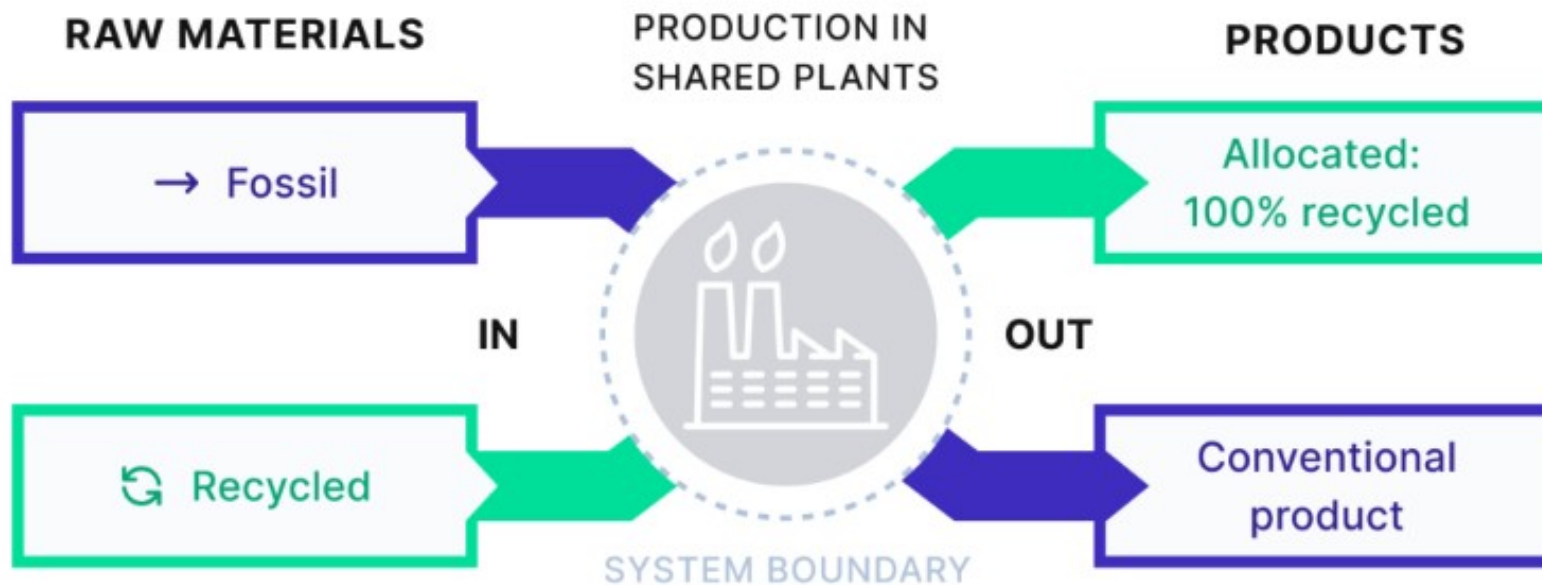 RAW MATERIALS
PRODUCTION IN
SHARED PLANTS
PRODUCTS
→ Fossil
Allocated:
100% recycled
IN
OUT
Recycled
Conventional
product
SYSTEM BOUNDARY